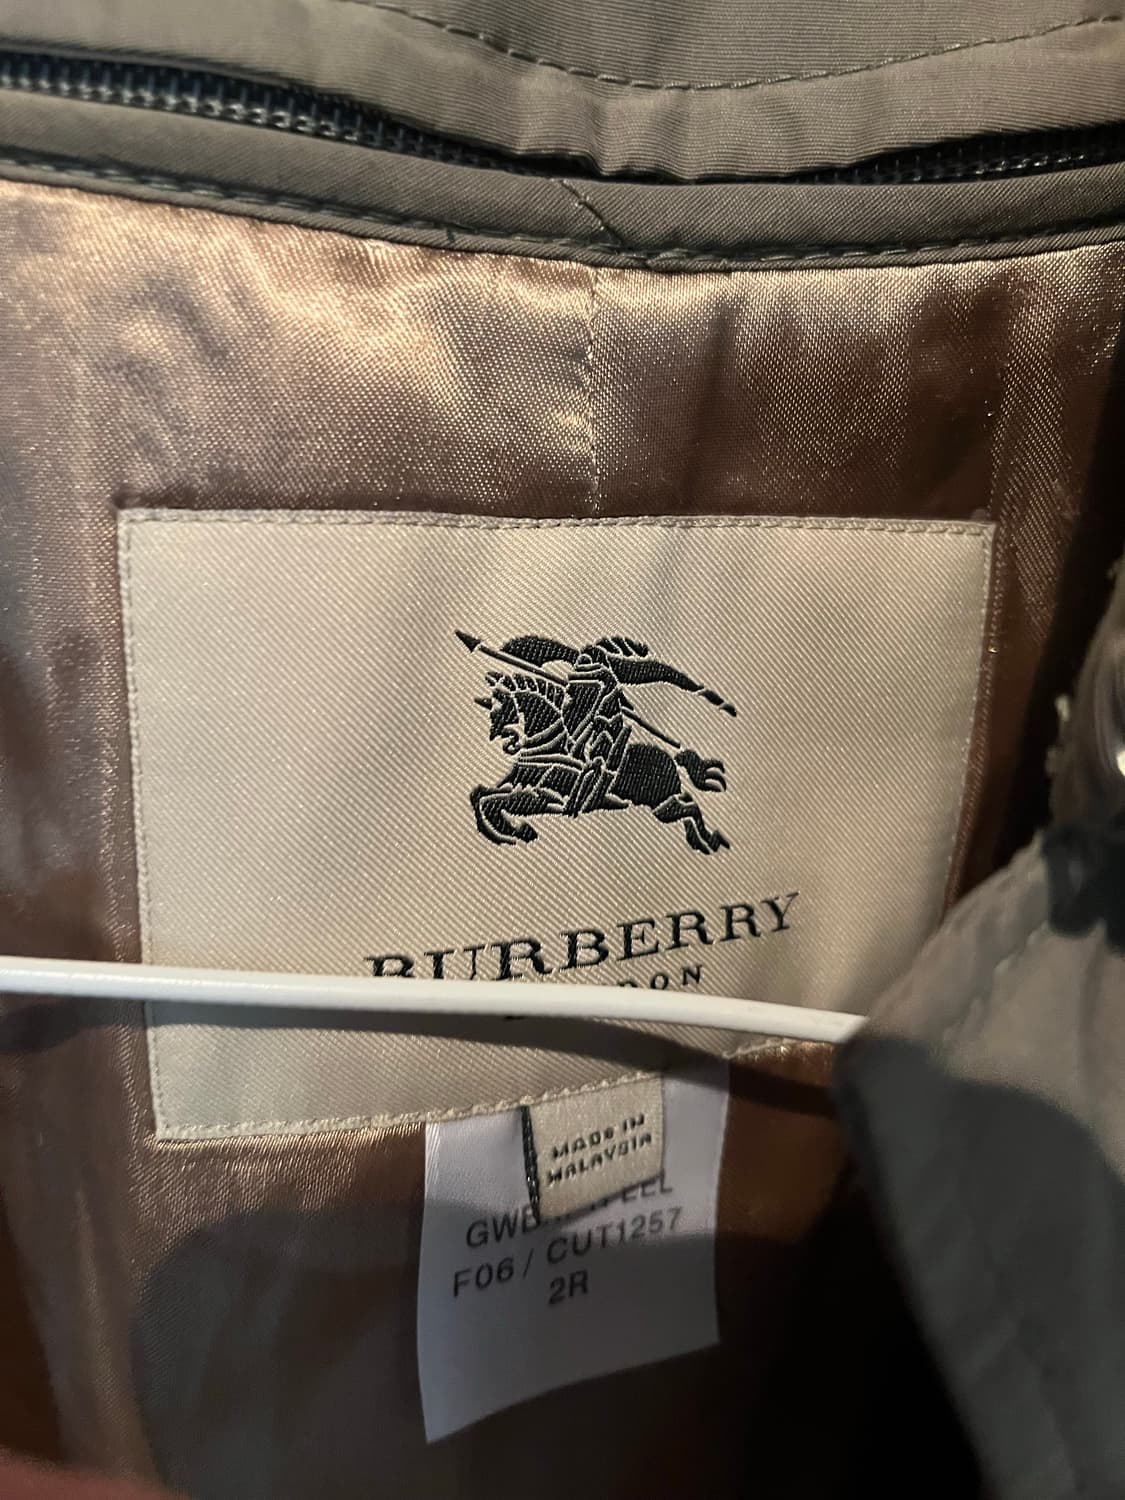 BURBERRY
MADE IN
MALAYSIA
F06 / CUT1257
2R